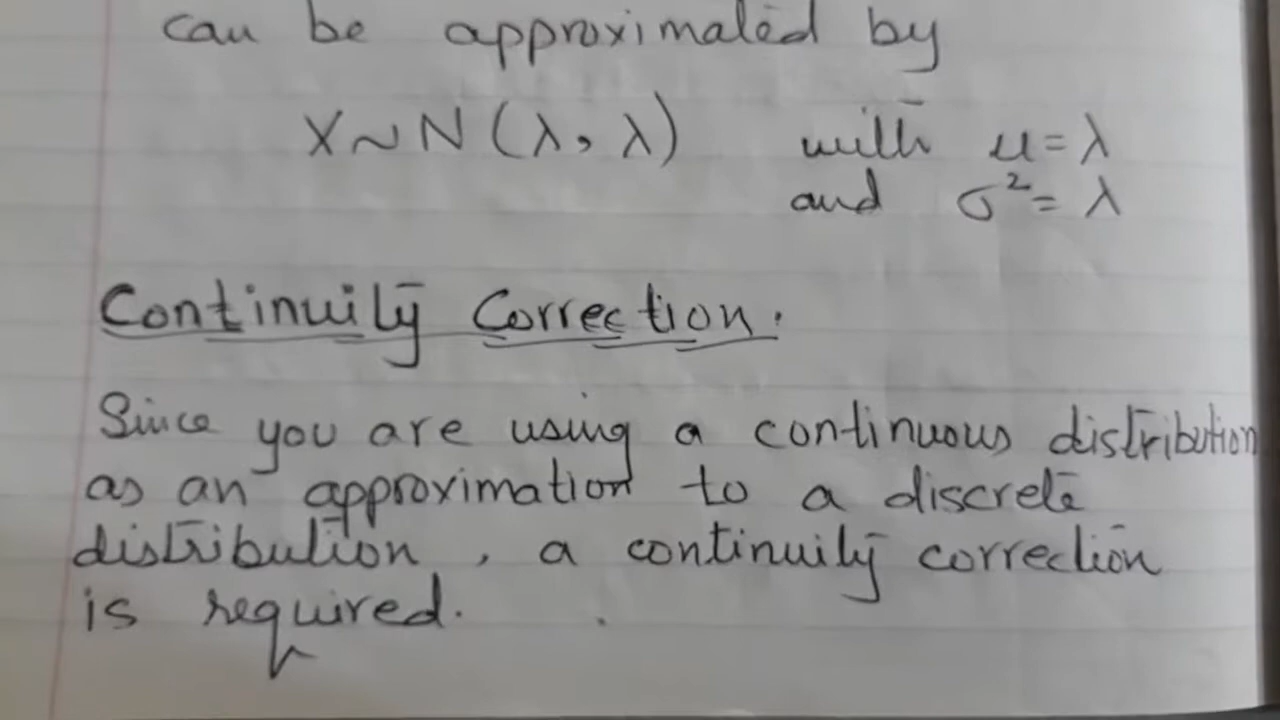 can be approximated by
X~N(λ, λ) with μ=λ
and σ²=λ
Continuity Correction.
Since you are using a continuous distribution
as an approximation to a discrete
distribution, a continuity correction
is required.